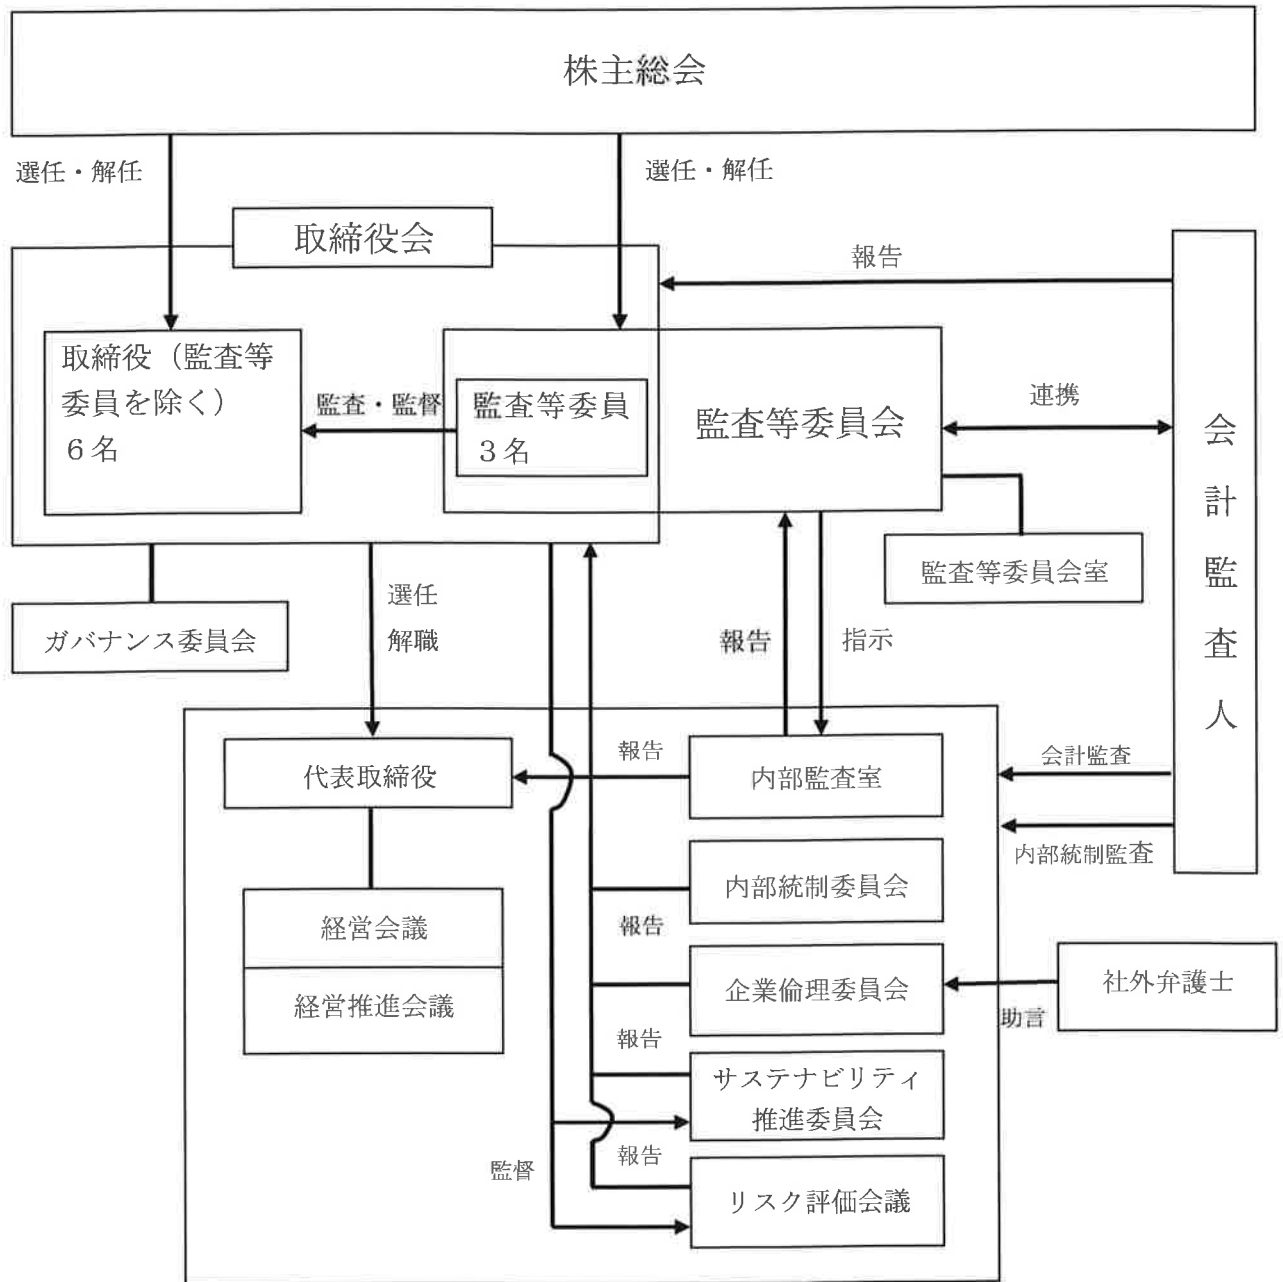 株主総会
選任・解任
選任・解任
取締役会
報告
取締役（監査等
委員を除く）
６名
監査・監督
監査等委員
３名
監査等委員会
連携
会計監査人
監査等委員会室
ガバナンス委員会
選任
解職
報告
指示
代表取締役
報告
内部監査室
会計監査
内部統制監査
内部統制委員会
報告
経営会議
経営推進会議
企業倫理委員会
社外弁護士
助言
報告
サステナビリティ
推進委員会
監督
報告
リスク評価会議